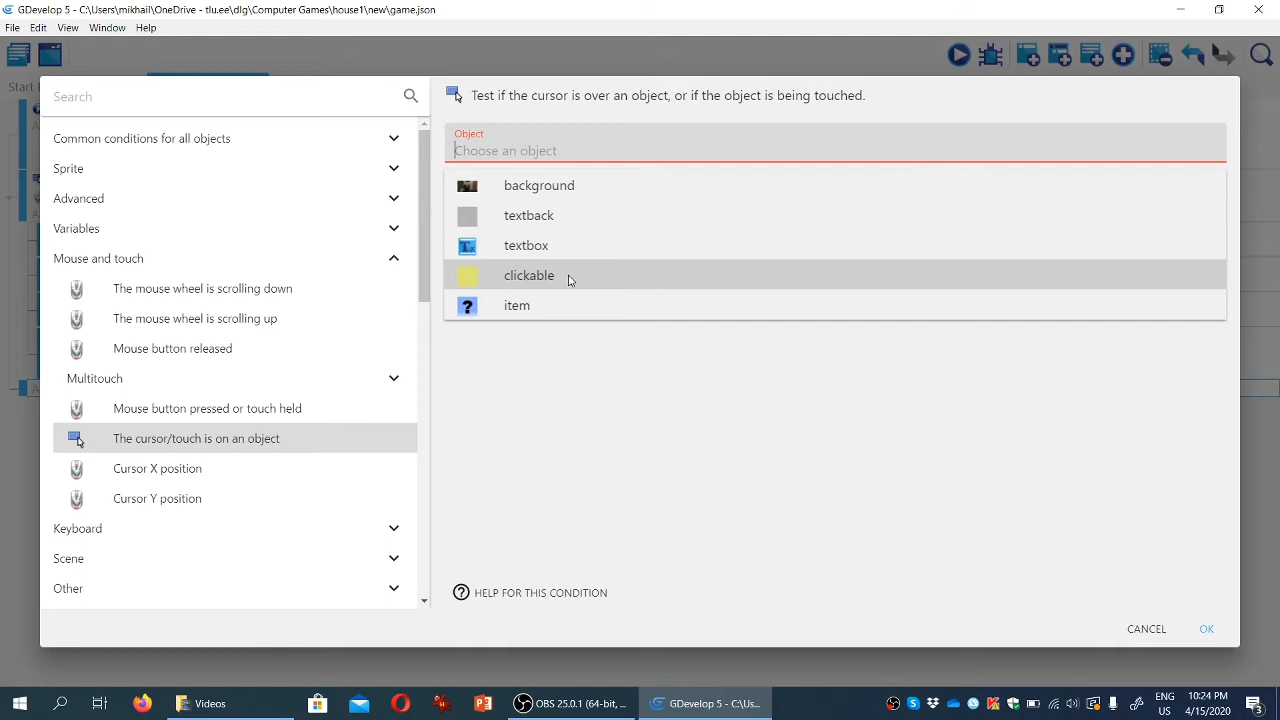 GDevelop 5 - C:\Users\mikhail\OneDrive - tlu.ee\dlg\Computer Games\house1\new\game.json
File Edit View Window Help
Start
Search
Test if the cursor is over an object, or if the object is being touched.
Common conditions for all objects
Object
Choose an object
Sprite
background
Advanced
textback
Variables
Tx textbox
Mouse and touch
clickable
The mouse wheel is scrolling down
? item
The mouse wheel is scrolling up
Mouse button released
Multitouch
Mouse button pressed or touch held
The cursor/touch is on an object
Cursor X position
Cursor Y position
Keyboard
Scene
Other
? HELP FOR THIS CONDITION
CANCEL OK
Videos
OBS 25.0.1 (64-bit, ...
GDevelop 5 - C:\Us...
ENG 10:24 PM
US 4/15/2020
3